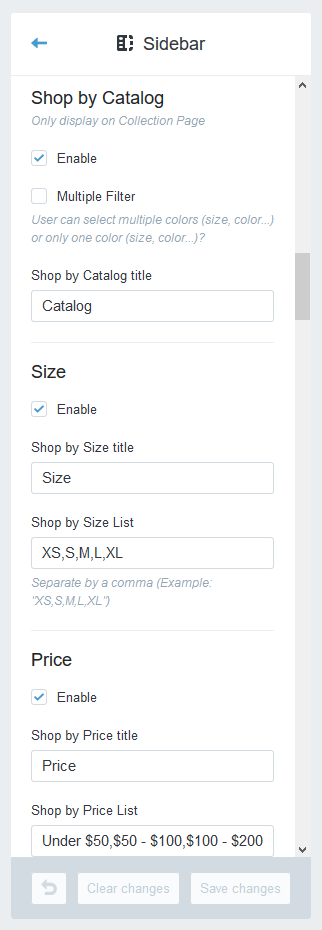 Sidebar
Shop by Catalog
Only display on Collection Page
Enable
Multiple Filter
User can select multiple colors (size, color...)
or only one color (size, color...)?
Shop by Catalog title
Catalog
Size
Enable
Shop by Size title
Size
Shop by Size List
XS,S,M,L,XL
Separate by a comma (Example:
"XS,S,M,L,XL")
Price
Enable
Shop by Price title
Price
Shop by Price List
Under $50,$50 - $100,$100 - $200
Clear changes
Save changes